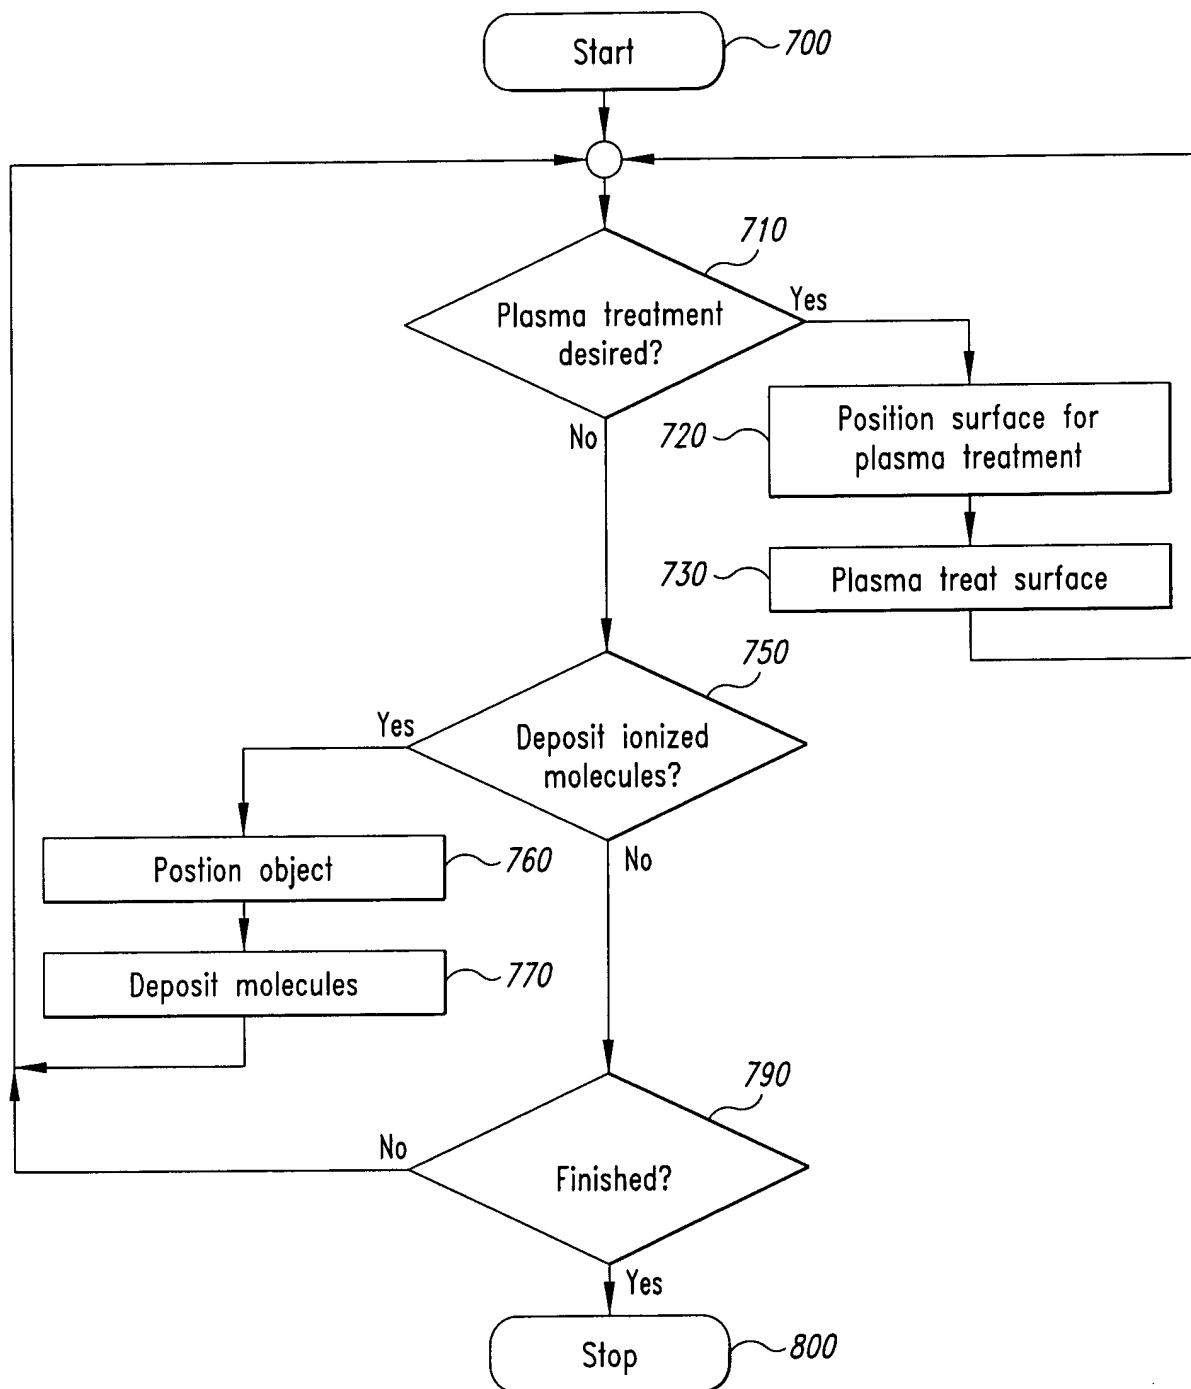 Start
700
710
Plasma treatment
desired?
Yes
No
720
Position surface for
plasma treatment
730
Plasma treat surface
750
Yes
Deposit ionized
molecules?
No
Postion object
760
Deposit molecules
770
790
No
Finished?
Yes
Stop
800